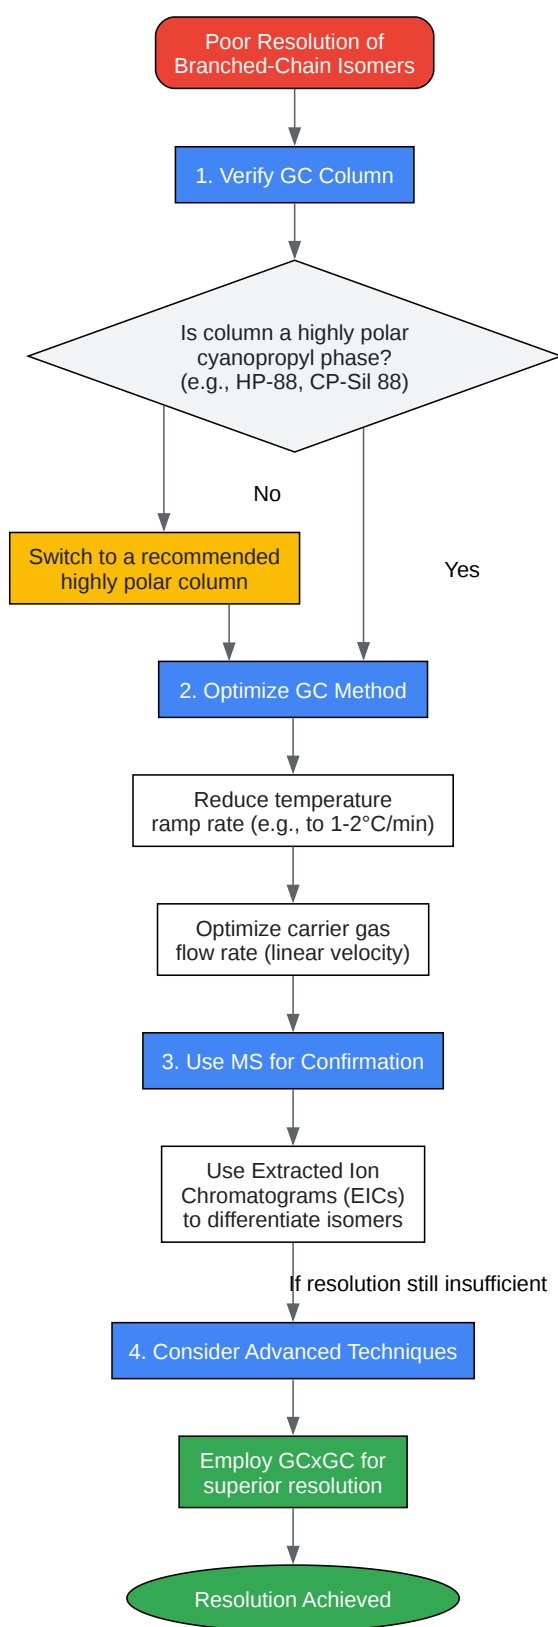 Poor Resolution of
Branched-Chain Isomers
1. Verify GC Column
Is column a highly polar
cyanopropyl phase?
(e.g., HP-88, CP-Sil 88)
No
Switch to a recommended
highly polar column
Yes
2. Optimize GC Method
Reduce temperature
ramp rate (e.g., to 1-2°C/min)
Optimize carrier gas
flow rate (linear velocity)
3. Use MS for Confirmation
Use Extracted Ion
Chromatograms (EICs)
to differentiate isomers
If resolution still insufficient
4. Consider Advanced Techniques
Employ GCxGC for
superior resolution
Resolution Achieved